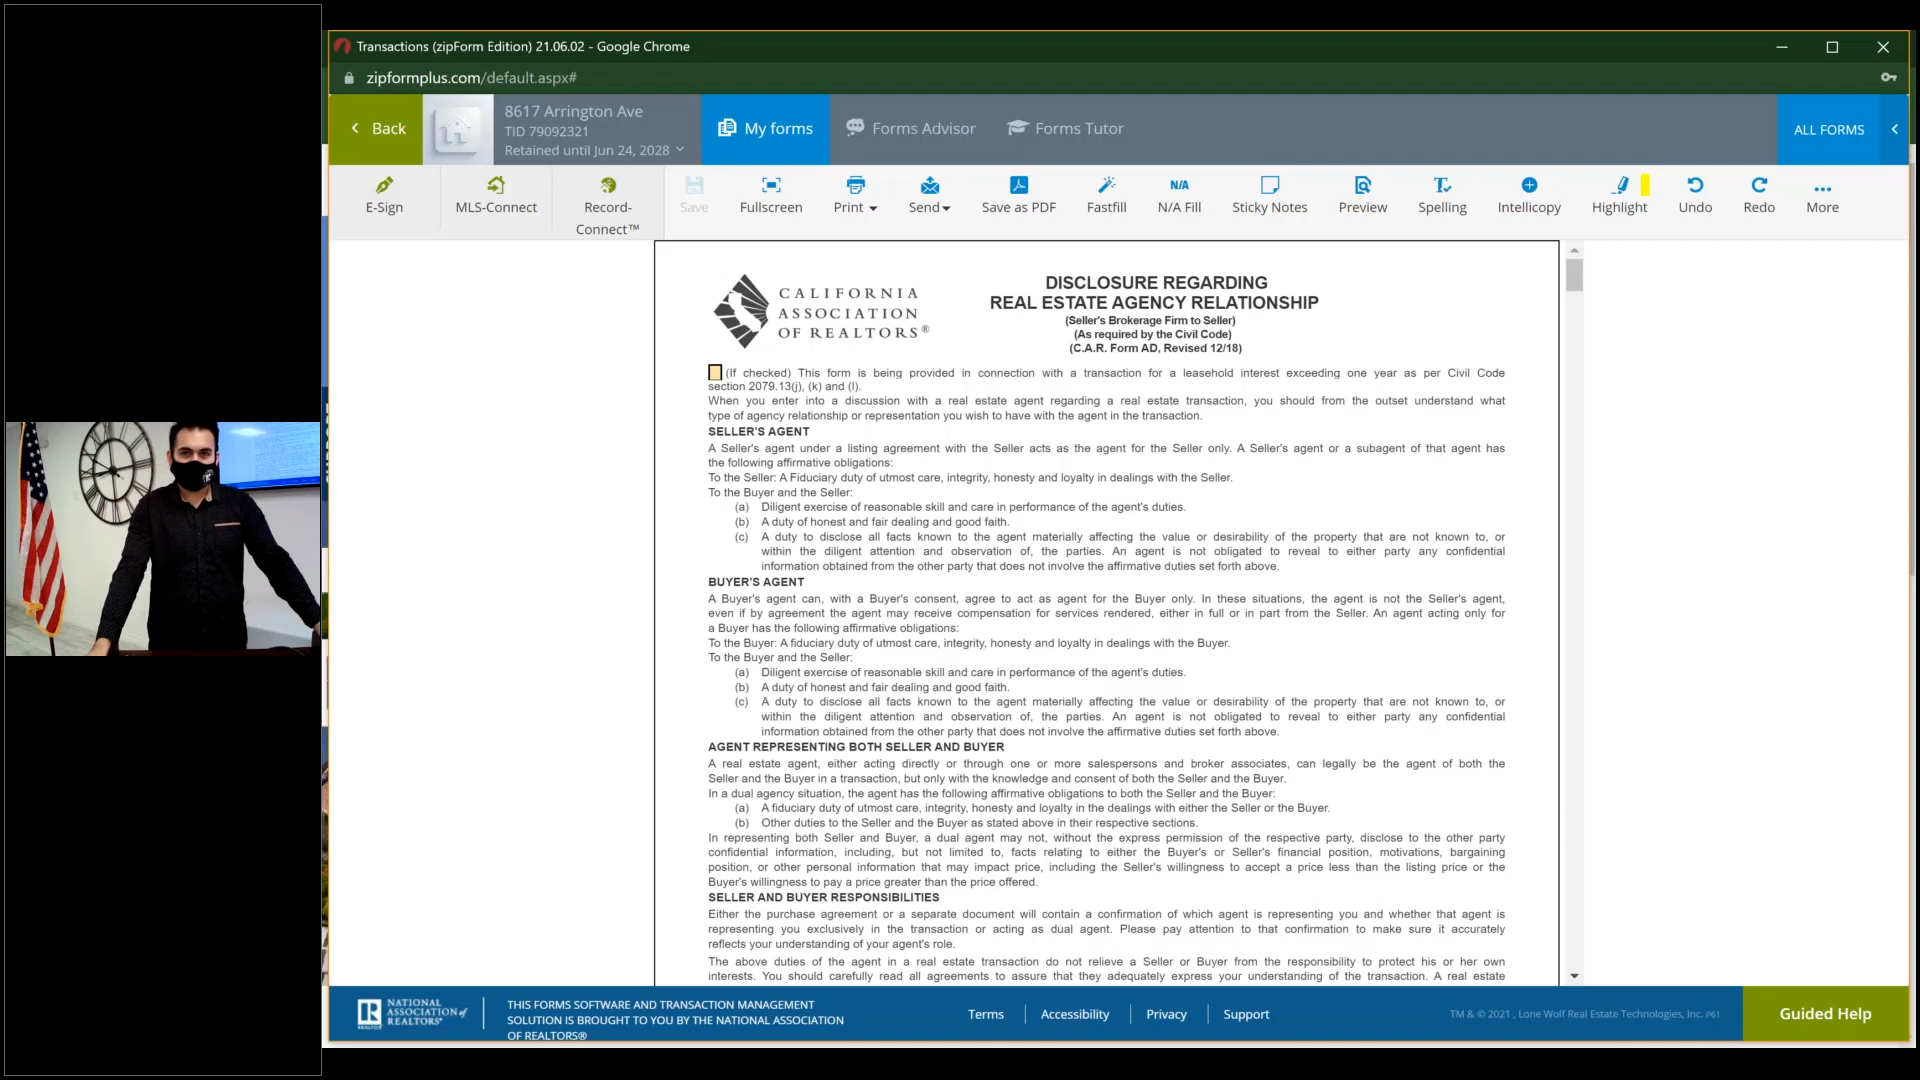 Transactions (zipForm Edition) 21.06.02 - Google Chrome
zipformplus.com/default.aspx#
Back
8617 Arrington Ave
TID 79092321
Retained until Jun 24, 2028
My forms
Forms Advisor
Forms Tutor
ALL FORMS
E-Sign
MLS-Connect
Record-
Connect™
Save
Fullscreen
Print
Send
Save as PDF
Fastfill
N/A
N/A Fill
Sticky Notes
Preview
Spelling
Intellicopy
Highlight
Undo
Redo
More
CALIFORNIA
ASSOCIATION
OF REALTORS®
DISCLOSURE REGARDING
REAL ESTATE AGENCY RELATIONSHIP
(Seller's Brokerage Firm to Seller)
(As required by the Civil Code)
(C.A.R. Form AD, Revised 12/18)
(If checked) This form is being provided in connection with a transaction for a leasehold interest exceeding one year as per Civil Code
section 2079.13(j), (k) and (l).
When you enter into a discussion with a real estate agent regarding a real estate transaction, you should from the outset understand what
type of agency relationship or representation you wish to have with the agent in the transaction.
SELLER'S AGENT
A Seller's agent under a listing agreement with the Seller acts as the agent for the Seller only. A Seller's agent or a subagent of that agent has
the following affirmative obligations:
To the Seller: A Fiduciary duty of utmost care, integrity, honesty and loyalty in dealings with the Seller.
To the Buyer and the Seller:
(a) Diligent exercise of reasonable skill and care in performance of the agent's duties.
(b) A duty of honest and fair dealing and good faith.
(c) A duty to disclose all facts known to the agent materially affecting the value or desirability of the property that are not known to, or
within the diligent attention and observation of, the parties. An agent is not obligated to reveal to either party any confidential
information obtained from the other party that does not involve the affirmative duties set forth above.
BUYER'S AGENT
A Buyer's agent can, with a Buyer's consent, agree to act as agent for the Buyer only. In these situations, the agent is not the Seller's agent,
even if by agreement the agent may receive compensation for services rendered, either in full or in part from the Seller. An agent acting only for
a Buyer has the following affirmative obligations:
To the Buyer: A fiduciary duty of utmost care, integrity, honesty and loyalty in dealings with the Buyer.
To the Buyer and the Seller:
(a) Diligent exercise of reasonable skill and care in performance of the agent's duties.
(b) A duty of honest and fair dealing and good faith.
(c) A duty to disclose all facts known to the agent materially affecting the value or desirability of the property that are not known to, or
within the diligent attention and observation of, the parties. An agent is not obligated to reveal to either party any confidential
information obtained from the other party that does not involve the affirmative duties set forth above.
AGENT REPRESENTING BOTH SELLER AND BUYER
A real estate agent, either acting directly or through one or more salespersons and broker associates, can legally be the agent of both the
Seller and the Buyer in a transaction, but only with the knowledge and consent of both the Seller and the Buyer.
In a dual agency situation, the agent has the following affirmative obligations to both the Seller and the Buyer:
(a) A fiduciary duty of utmost care, integrity, honesty and loyalty in the dealings with either the Seller or the Buyer.
(b) Other duties to the Seller and the Buyer as stated above in their respective sections.
In representing both Seller and Buyer, a dual agent may not, without the express permission of the respective party, disclose to the other party
confidential information, including, but not limited to, facts relating to either the Buyer's or Seller's financial position, motivations, bargaining
position, or other personal information that may impact price, including the Seller's willingness to accept a price less than the listing price or the
Buyer's willingness to pay a price greater than the price offered.
SELLER AND BUYER RESPONSIBILITIES
Either the purchase agreement or a separate document will contain a confirmation of which agent is representing you and whether that agent is
representing you exclusively in the transaction or acting as dual agent. Please pay attention to that confirmation to make sure it accurately
reflects your understanding of your agent's role.
The above duties of the agent in a real estate transaction do not relieve a Seller or Buyer from the responsibility to protect his or her own
interests. You should carefully read all agreements to assure that they adequately express your understanding of the transaction. A real estate
NATIONAL
ASSOCIATION of
REALTORS®
THIS FORMS SOFTWARE AND TRANSACTION MANAGEMENT
SOLUTION IS BROUGHT TO YOU BY THE NATIONAL ASSOCIATION
OF REALTORS®
Terms
Accessibility
Privacy
Support
TM & © 2021 , Lone Wolf Real Estate Technologies, Inc. P61
Guided Help